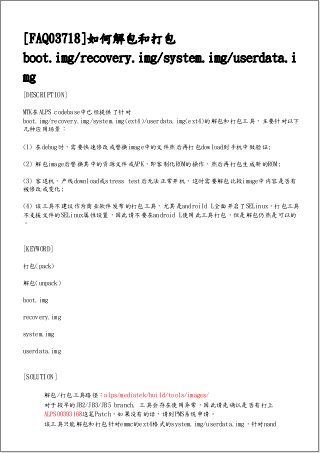 [FAQ03718]如何解包和打包
boot.img/recovery.img/system.img/userdata.i
mg
[DESCRIPTION]
MTK在ALPS codebase中已经提供了针对
boot.img/recovery.img/system.img(ext4)/userdata.img(ext4)的解包和打包工具，主要针对以下
几种应用场景：
(1) 在debug时，需要快速修改或替换image中的文件然后再打包download到手机中做验证;
(2) 解包image后替换其中的资源文件或APK，即客制化ROM的操作，然后再打包生成新的ROM;
(3) 客退机，产线download或stress test后无法正常开机，这时需要解包比较image中内容是否有
被修改或变化;
(4) 该工具不建议作为商业软件发布的打包工具，尤其是android L全面开启了SELinux，打包工具
不支援文件的SELinux属性设置，因此请不要在android L使用此工具打包，但是解包仍然是可以的
。
[KEYWORD]
打包(pack)
解包(unpack)
boot.img
recovery.img
system.img
userdata.img
[SOLUTION]
解包/打包工具路径：alps/mediatek/build/tools/images/
对于较早的JB2/JB3/JB5 branch，工具会存在使用异常，因此请先确认是否有打上
ALPS00393168这笔Patch，如果没有的话，请到PMS系统申请。
该工具只能解包和打包针对emmc的ext4格式的system.img/userdata.img，针对nand